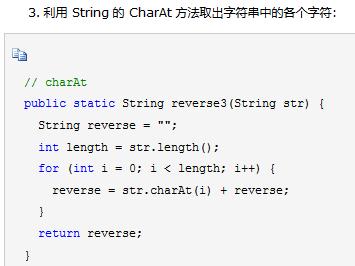 3. 利用 String 的 CharAt 方法取出字符串中的各个字符:
// charAt
public static String reverse3(String str) {
  String reverse = "";
  int length = str.length();
  for (int i = 0; i < length; i++) {
    reverse = str.charAt(i) + reverse;
  }
  return reverse;
}